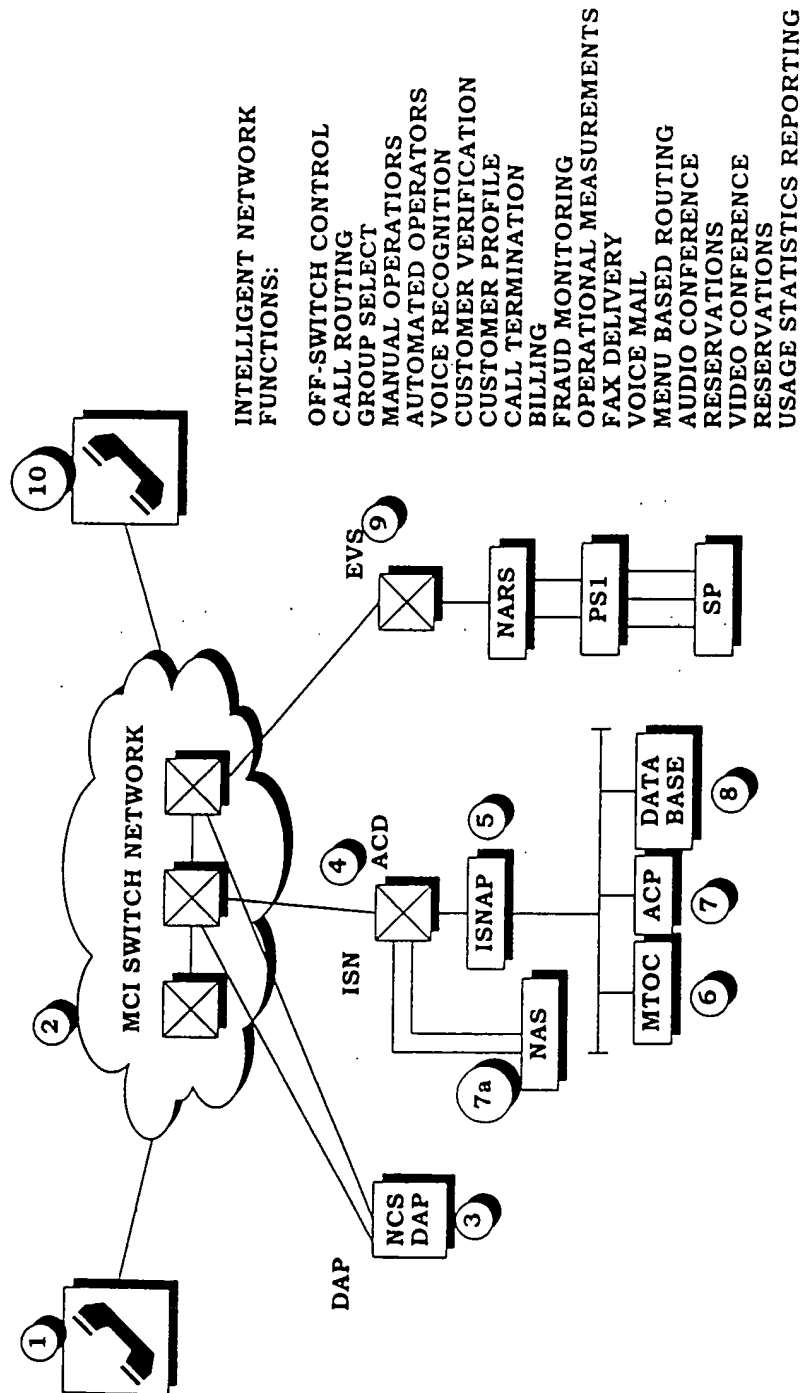 1
2
MCI SWITCH NETWORK
10
DAP
NCS
DAP
3
ISN
4
ACD
ISNAP
5
7a
NAS
MTOC
6
ACP
7
DATA
BASE
8
EVS
9
NARS
PS1
SP
INTELLIGENT NETWORK
FUNCTIONS:
OFF-SWITCH CONTROL
CALL ROUTING
GROUP SELECT
MANUAL OPERATIORS
AUTOMATED OPERATORS
VOICE RECOGNITION
CUSTOMER VERIFICATION
CUSTOMER PROFILE
CALL TERMINATION
BILLING
FRAUD MONITORING
OPERATIONAL MEASUREMENTS
FAX DELIVERY
VOICE MAIL
MENU BASED ROUTING
AUDIO CONFERENCE
RESERVATIONS
VIDEO CONFERENCE
RESERVATIONS
USAGE STATISTICS REPORTING